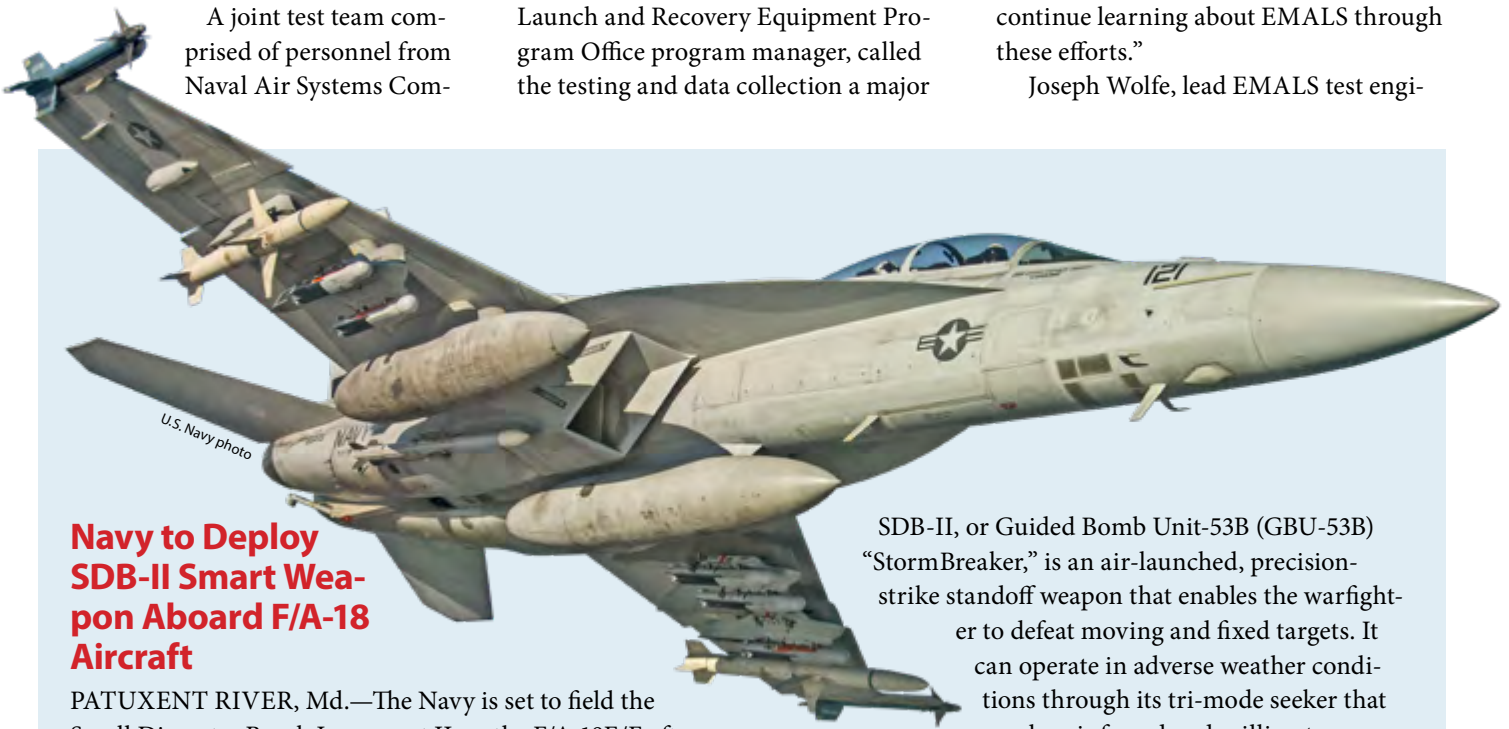 A joint test team com-
prised of personnel from
Naval Air Systems Com-
Launch and Recovery Equipment Pro-
gram Office program manager, called
the testing and data collection a major
continue learning about EMALS through
these efforts.”
Joseph Wolfe, lead EMALS test engi-
121
NAVY
U.S. Navy photo
Navy to Deploy
SDB-II Smart Wea-
pon Aboard F/A-18
Aircraft
PATUXENT RIVER, Md.—The Navy is set to field the
SDB-II, or Guided Bomb Unit-53B (GBU-53B)
“StormBreaker,” is an air-launched, precision-
strike standoff weapon that enables the warfight-
er to defeat moving and fixed targets. It
can operate in adverse weather condi-
tions through its tri-mode seeker that